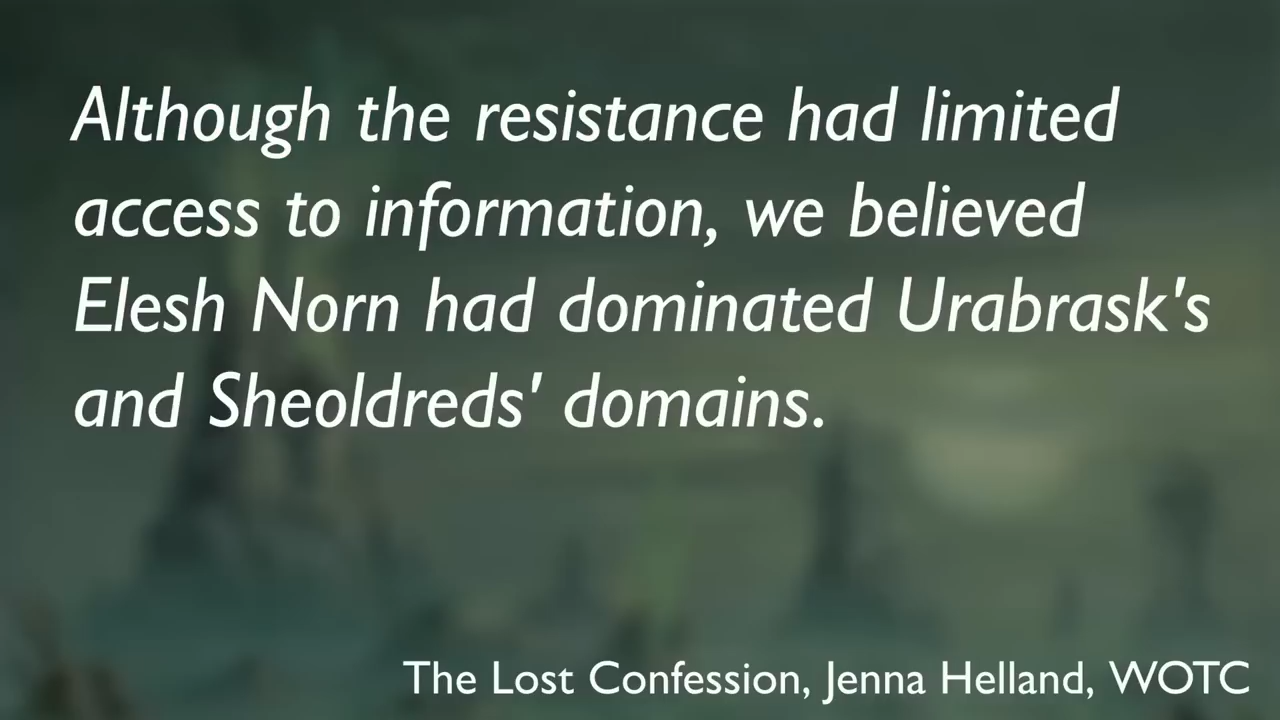 Although the resistance had limited
access to information, we believed
Elesh Norn had dominated Urabrask's
and Sheoldreds' domains.
The Lost Confession, Jenna Helland, WOTC